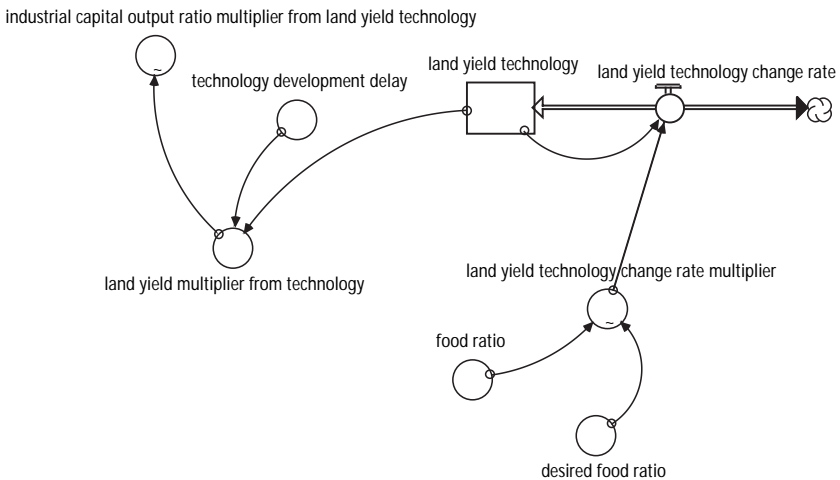 industrial capital output ratio multiplier from land yield technology
land yield technology
land yield technology change rate
technology development delay
~
land yield multiplier from technology
land yield technology change rate multiplier
~
food ratio
desired food ratio